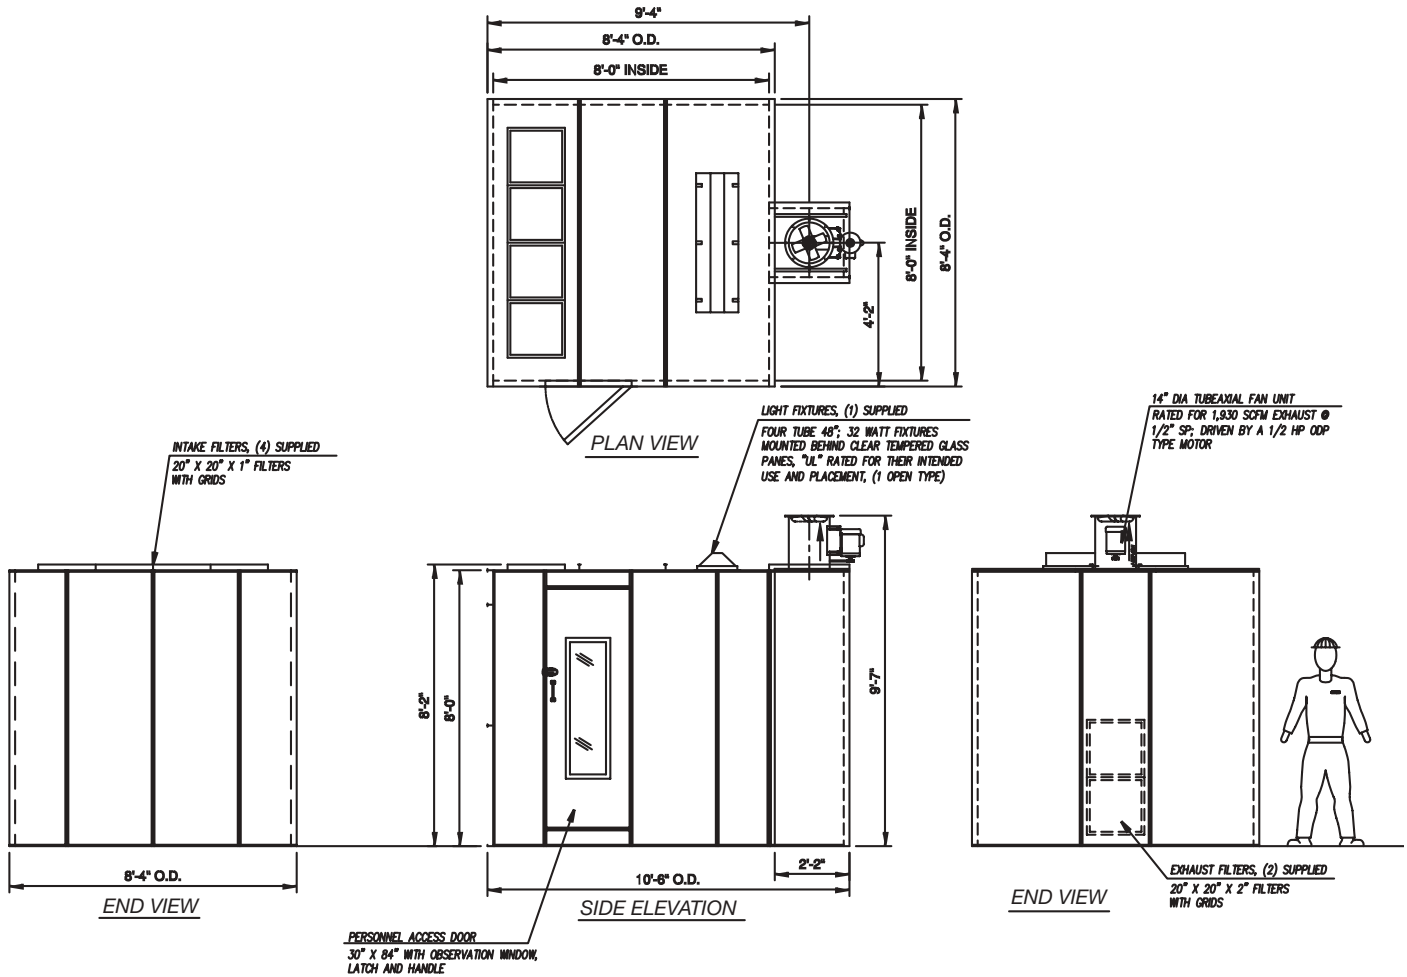 9'-4"
8'-4" O.D.
8'-0" INSIDE
8'-0" INSIDE
8'-4" O.D.
4'-2"
PLAN VIEW
INTAKE FILTERS, (4) SUPPLIED
20" X 20" X 1" FILTERS
WITH GRIDS
LIGHT FIXTURES, (1) SUPPLIED
FOUR TUBE 48"; 32 WATT FIXTURES
MOUNTED BEHIND CLEAR TEMPERED GLASS
PANES, "UL" RATED FOR THEIR INTENDED
USE AND PLACEMENT, (1 OPEN TYPE)
14" DIA TUBEAXIAL FAN UNIT
RATED FOR 1,930 SCFM EXHAUST @
1/2" SP; DRIVEN BY A 1/2 HP ODP
TYPE MOTOR
8'-4" O.D.
END VIEW
8'-2"
8'-0"
9'-7"
2'-2"
10'-6" O.D.
SIDE ELEVATION
PERSONNEL ACCESS DOOR
30" X 84" WITH OBSERVATION WINDOW,
LATCH AND HANDLE
END VIEW
EXHAUST FILTERS, (2) SUPPLIED
20" X 20" X 2" FILTERS
WITH GRIDS